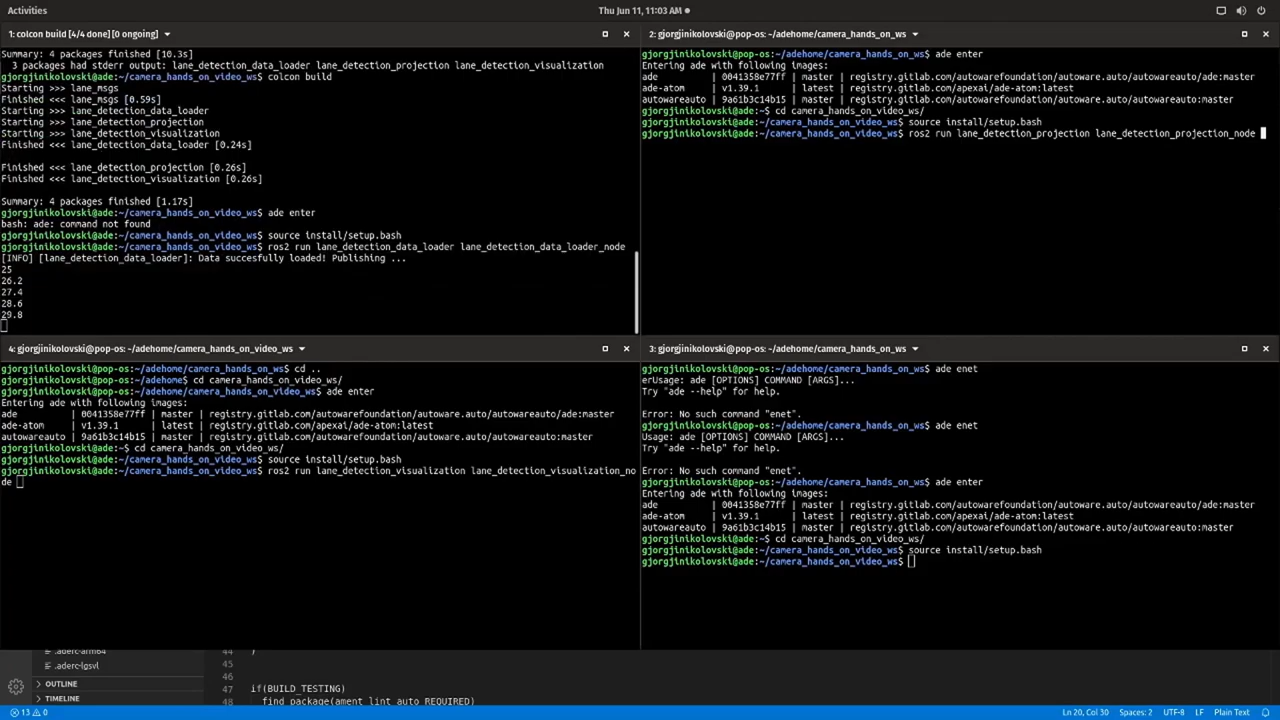 Activities
Thu Jun 11, 11:03 AM
1: colcon build [4/4 done] [0 ongoing]
Summary: 4 packages finished [10.3s]
  3 packages had stderr output: lane_detection_data_loader lane_detection_projection lane_detection_visualization
gjorgjinikolovski@ade:~/camera_hands_on_video_ws$ colcon build
Starting >>> lane_msgs
Finished <<< lane_msgs [0.59s]
Starting >>> lane_detection_data_loader
Starting >>> lane_detection_projection
Starting >>> lane_detection_visualization
Finished <<< lane_detection_data_loader [0.24s]
Finished <<< lane_detection_projection [0.26s]
Finished <<< lane_detection_visualization [0.26s]
Summary: 4 packages finished [1.17s]
gjorgjinikolovski@ade:~/camera_hands_on_video_ws$ ade enter
bash: ade: command not found
gjorgjinikolovski@ade:~/camera_hands_on_video_ws$ source install/setup.bash
gjorgjinikolovski@ade:~/camera_hands_on_video_ws$ ros2 run lane_detection_data_loader lane_detection_data_loader_node
[INFO] [lane_detection_data_loader]: Data succesfully loaded! Publishing ...
25
26.2
27.4
28.6
29.8
2: gjorgjinikolovski@pop-os: ~/adehome/camera_hands_on_video_ws
gjorgjinikolovski@pop-os:~/adehome/camera_hands_on_video_ws$ ade enter
Entering ade with following images:
ade         | 0041358e77ff | master | registry.gitlab.com/autowarefoundation/autoware.auto/autowareauto/ade:master
ade-atom    | v1.39.1      | latest | registry.gitlab.com/apexai/ade-atom:latest
autowareauto | 9a61b3c14b15 | master | registry.gitlab.com/autowarefoundation/autoware.auto/autowareauto:master
gjorgjinikolovski@ade:~$ cd camera_hands_on_video_ws/
gjorgjinikolovski@ade:~/camera_hands_on_video_ws$ source install/setup.bash
gjorgjinikolovski@ade:~/camera_hands_on_video_ws$ ros2 run lane_detection_projection lane_detection_projection_node
4: gjorgjinikolovski@pop-os: ~/adehome/camera_hands_on_video_ws
gjorgjinikolovski@pop-os:~/adehome/camera_hands_on_ws$ cd ..
gjorgjinikolovski@pop-os:~/adehome$ cd camera_hands_on_video_ws/
gjorgjinikolovski@pop-os:~/adehome/camera_hands_on_video_ws$ ade enter
Entering ade with following images:
ade         | 0041358e77ff | master | registry.gitlab.com/autowarefoundation/autoware.auto/autowareauto/ade:master
ade-atom    | v1.39.1      | latest | registry.gitlab.com/apexai/ade-atom:latest
autowareauto | 9a61b3c14b15 | master | registry.gitlab.com/autowarefoundation/autoware.auto/autowareauto:master
gjorgjinikolovski@ade:~$ cd camera_hands_on_video_ws/
gjorgjinikolovski@ade:~/camera_hands_on_video_ws$ source install/setup.bash
gjorgjinikolovski@ade:~/camera_hands_on_video_ws$ ros2 run lane_detection_visualization lane_detection_visualization_no
de
3: gjorgjinikolovski@pop-os: ~/adehome/camera_hands_on_video_ws
gjorgjinikolovski@pop-os:~/adehome/camera_hands_on_video_ws$ ade enet
erUsage: ade [OPTIONS] COMMAND [ARGS]...
Try "ade --help" for help.
Error: No such command "enet".
gjorgjinikolovski@pop-os:~/adehome/camera_hands_on_video_ws$ ade enet
Usage: ade [OPTIONS] COMMAND [ARGS]...
Try "ade --help" for help.
Error: No such command "enet".
gjorgjinikolovski@pop-os:~/adehome/camera_hands_on_video_ws$ ade enter
Entering ade with following images:
ade         | 0041358e77ff | master | registry.gitlab.com/autowarefoundation/autoware.auto/autowareauto/ade:master
ade-atom    | v1.39.1      | latest | registry.gitlab.com/apexai/ade-atom:latest
autowareauto | 9a61b3c14b15 | master | registry.gitlab.com/autowarefoundation/autoware.auto/autowareauto:master
gjorgjinikolovski@ade:~$ cd camera_hands_on_video_ws/
gjorgjinikolovski@ade:~/camera_hands_on_video_ws$ source install/setup.bash
gjorgjinikolovski@ade:~/camera_hands_on_video_ws$
.aderc-arm64
.aderc-lgsvl
OUTLINE
TIMELINE
44 )
45
46
47 if(BUILD_TESTING)
48 find_package(ament_lint_auto REQUIRED)
13 0
Ln 20, Col 30 Spaces: 2 UTF-8 LF Plain Text